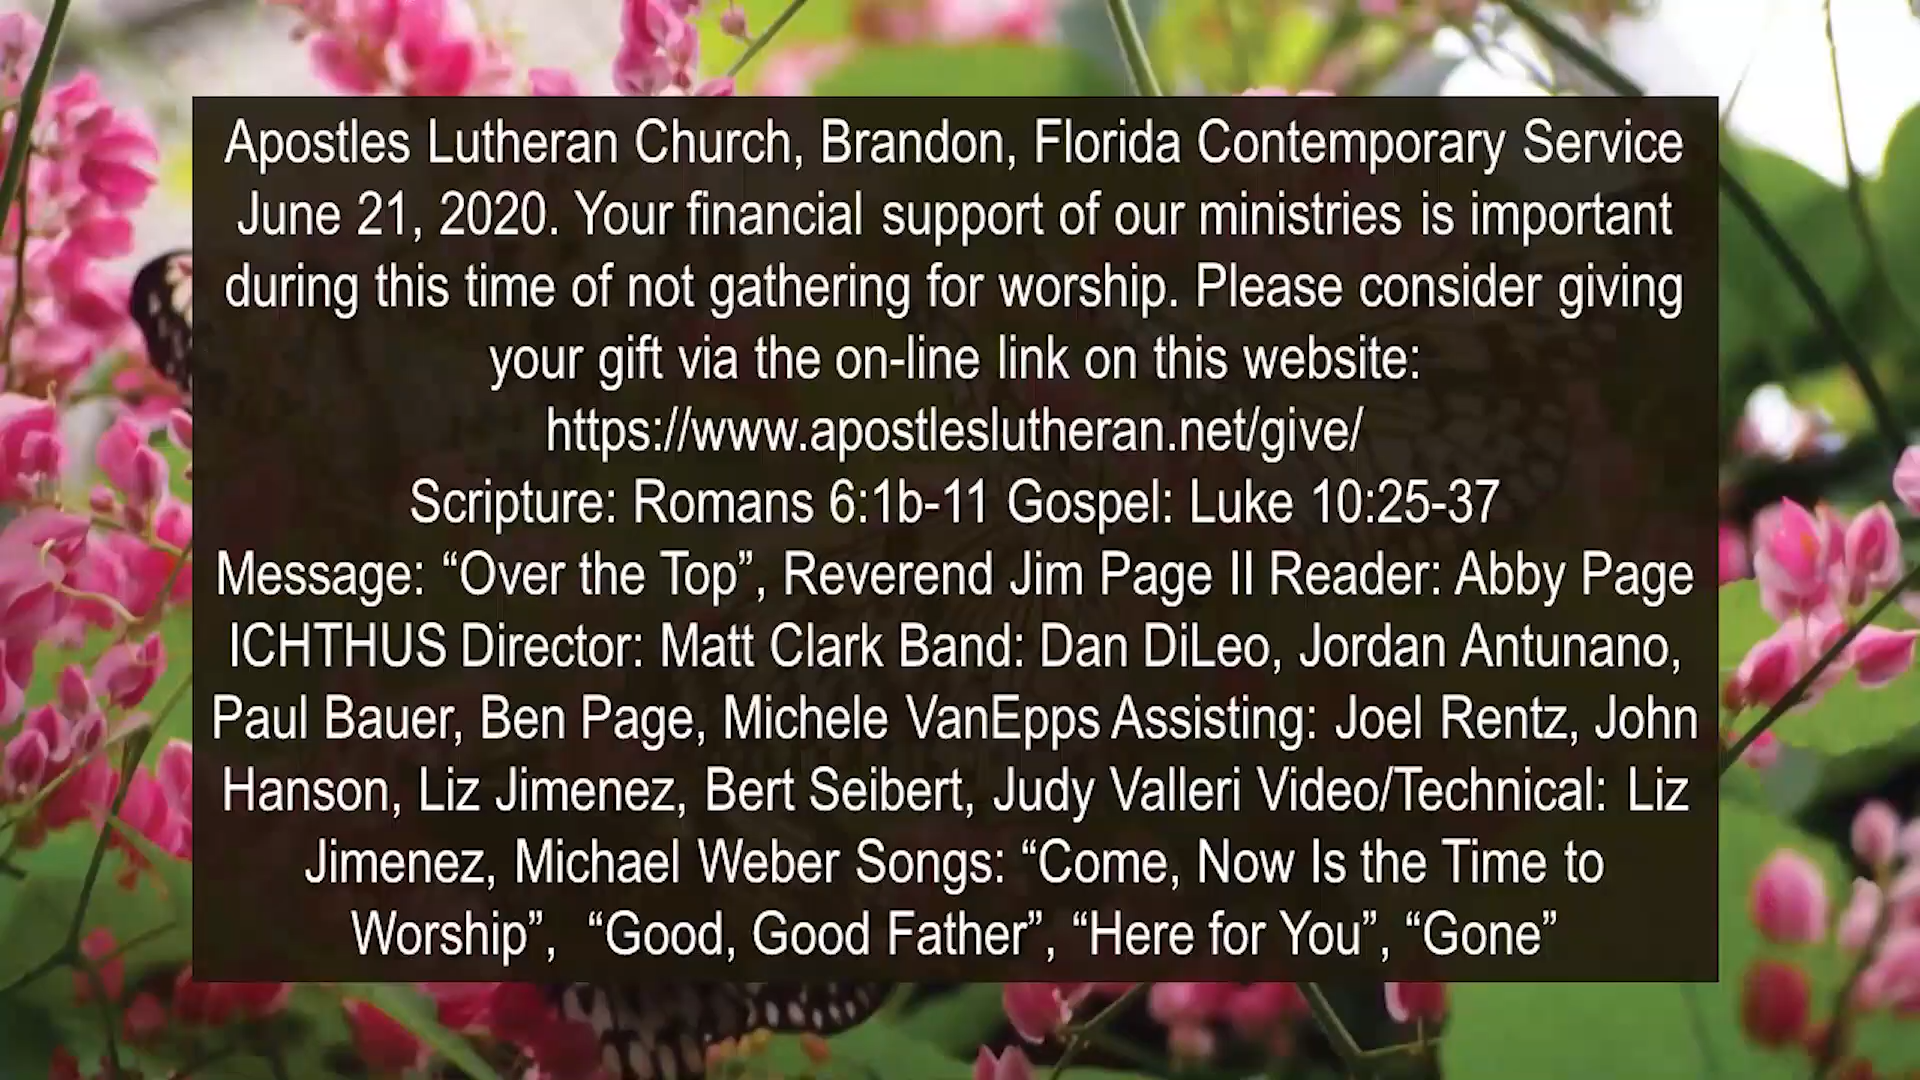 Apostles Lutheran Church, Brandon, Florida Contemporary Service
June 21, 2020. Your financial support of our ministries is important
during this time of not gathering for worship. Please consider giving
your gift via the on-line link on this website:
https://www.apostleslutheran.net/give/
Scripture: Romans 6:1b-11 Gospel: Luke 10:25-37
Message: “Over the Top”, Reverend Jim Page II Reader: Abby Page
ICHTHUS Director: Matt Clark Band: Dan DiLeo, Jordan Antunano,
Paul Bauer, Ben Page, Michele VanEpps Assisting: Joel Rentz, John
Hanson, Liz Jimenez, Bert Seibert, Judy Valleri Video/Technical: Liz
Jimenez, Michael Weber Songs: “Come, Now Is the Time to
Worship”,  “Good, Good Father”, “Here for You”, “Gone”